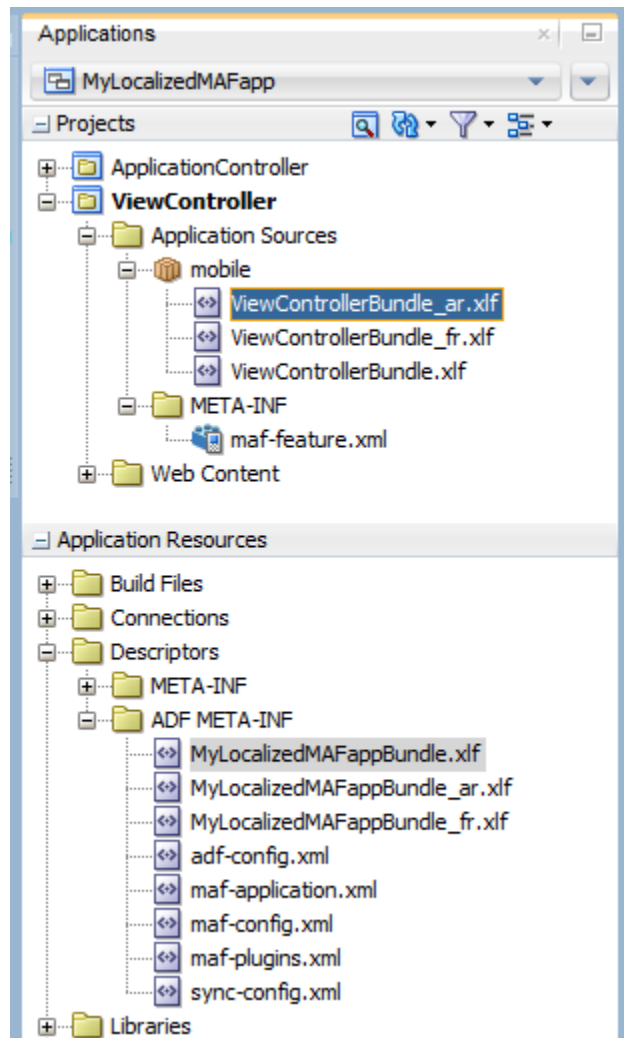 Applications
MyLocalizedMAFapp
Projects
ApplicationController
ViewController
Application Sources
mobile
ViewControllerBundle_ar.xlf
ViewControllerBundle_fr.xlf
ViewControllerBundle.xlf
META-INF
maf-feature.xml
Web Content
Application Resources
Build Files
Connections
Descriptors
META-INF
ADF META-INF
MyLocalizedMAFappBundle.xlf
MyLocalizedMAFappBundle_ar.xlf
MyLocalizedMAFappBundle_fr.xlf
adf-config.xml
maf-application.xml
maf-config.xml
maf-plugins.xml
sync-config.xml
Libraries